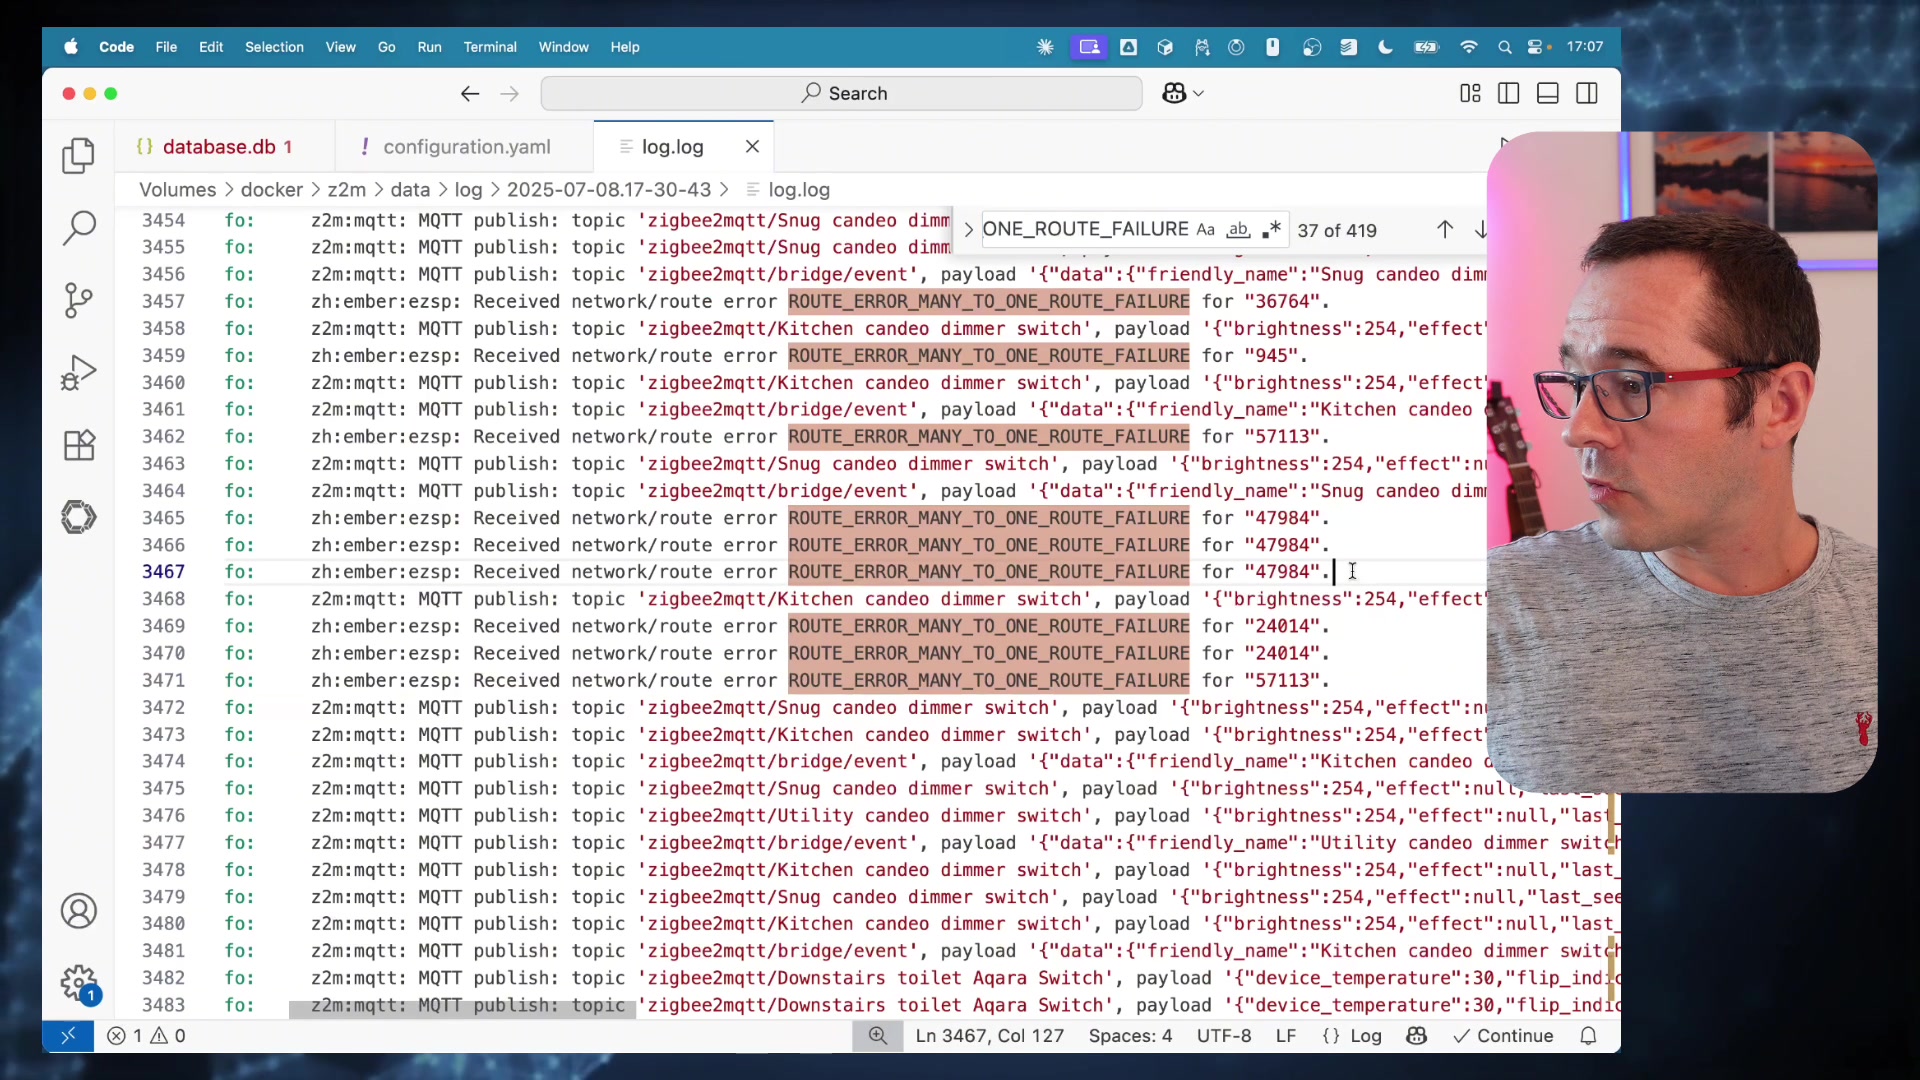 Code File Edit Selection View Go Run Terminal Window Help 17:07
Search
{} database.db 1 ! configuration.yaml log.log
Volumes > docker > z2m > data > log > 2025-07-08.17-30-43 > log.log
ONE_ROUTE_FAILURE Aa ab .* 37 of 419
3454 fo: z2m:mqtt: MQTT publish: topic 'zigbee2mqtt/Snug candeo dimm
3455 fo: z2m:mqtt: MQTT publish: topic 'zigbee2mqtt/Snug candeo dimm
3456 fo: z2m:mqtt: MQTT publish: topic 'zigbee2mqtt/bridge/event', payload '{"data":{"friendly_name":"Snug candeo dimm
3457 fo: zh:ember:ezsp: Received network/route error ROUTE_ERROR_MANY_TO_ONE_ROUTE_FAILURE for "36764".
3458 fo: z2m:mqtt: MQTT publish: topic 'zigbee2mqtt/Kitchen candeo dimmer switch', payload '{"brightness":254,"effect"
3459 fo: zh:ember:ezsp: Received network/route error ROUTE_ERROR_MANY_TO_ONE_ROUTE_FAILURE for "945".
3460 fo: z2m:mqtt: MQTT publish: topic 'zigbee2mqtt/Kitchen candeo dimmer switch', payload '{"brightness":254,"effect"
3461 fo: z2m:mqtt: MQTT publish: topic 'zigbee2mqtt/bridge/event', payload '{"data":{"friendly_name":"Kitchen candeo
3462 fo: zh:ember:ezsp: Received network/route error ROUTE_ERROR_MANY_TO_ONE_ROUTE_FAILURE for "57113".
3463 fo: z2m:mqtt: MQTT publish: topic 'zigbee2mqtt/Snug candeo dimmer switch', payload '{"brightness":254,"effect":nu
3464 fo: z2m:mqtt: MQTT publish: topic 'zigbee2mqtt/bridge/event', payload '{"data":{"friendly_name":"Snug candeo dimm
3465 fo: zh:ember:ezsp: Received network/route error ROUTE_ERROR_MANY_TO_ONE_ROUTE_FAILURE for "47984".
3466 fo: zh:ember:ezsp: Received network/route error ROUTE_ERROR_MANY_TO_ONE_ROUTE_FAILURE for "47984".
3467 fo: zh:ember:ezsp: Received network/route error ROUTE_ERROR_MANY_TO_ONE_ROUTE_FAILURE for "47984".
3468 fo: z2m:mqtt: MQTT publish: topic 'zigbee2mqtt/Kitchen candeo dimmer switch', payload '{"brightness":254,"effect"
3469 fo: zh:ember:ezsp: Received network/route error ROUTE_ERROR_MANY_TO_ONE_ROUTE_FAILURE for "24014".
3470 fo: zh:ember:ezsp: Received network/route error ROUTE_ERROR_MANY_TO_ONE_ROUTE_FAILURE for "24014".
3471 fo: zh:ember:ezsp: Received network/route error ROUTE_ERROR_MANY_TO_ONE_ROUTE_FAILURE for "57113".
3472 fo: z2m:mqtt: MQTT publish: topic 'zigbee2mqtt/Snug candeo dimmer switch', payload '{"brightness":254,"effect":nu
3473 fo: z2m:mqtt: MQTT publish: topic 'zigbee2mqtt/Kitchen candeo dimmer switch', payload '{"brightness":254,"effect"
3474 fo: z2m:mqtt: MQTT publish: topic 'zigbee2mqtt/bridge/event', payload '{"data":{"friendly_name":"Kitchen candeo d
3475 fo: z2m:mqtt: MQTT publish: topic 'zigbee2mqtt/Snug candeo dimmer switch', payload '{"brightness":254,"effect":null,
3476 fo: z2m:mqtt: MQTT publish: topic 'zigbee2mqtt/Utility candeo dimmer switch', payload '{"brightness":254,"effect":null,"last_
3477 fo: z2m:mqtt: MQTT publish: topic 'zigbee2mqtt/bridge/event', payload '{"data":{"friendly_name":"Utility candeo dimmer switch
3478 fo: z2m:mqtt: MQTT publish: topic 'zigbee2mqtt/Kitchen candeo dimmer switch', payload '{"brightness":254,"effect":null,"last_
3479 fo: z2m:mqtt: MQTT publish: topic 'zigbee2mqtt/Snug candeo dimmer switch', payload '{"brightness":254,"effect":null,"last_see
3480 fo: z2m:mqtt: MQTT publish: topic 'zigbee2mqtt/Kitchen candeo dimmer switch', payload '{"brightness":254,"effect":null,"last_
3481 fo: z2m:mqtt: MQTT publish: topic 'zigbee2mqtt/bridge/event', payload '{"data":{"friendly_name":"Kitchen candeo dimmer switch
3482 fo: z2m:mqtt: MQTT publish: topic 'zigbee2mqtt/Downstairs toilet Aqara Switch', payload '{"device_temperature":30,"flip_indic
3483 fo: z2m:mqtt: MQTT publish: topic 'zigbee2mqtt/Downstairs toilet Aqara Switch', payload '{"device_temperature":30,"flip_indic
1
1 0 Ln 3467, Col 127 Spaces: 4 UTF-8 LF {} Log Continue